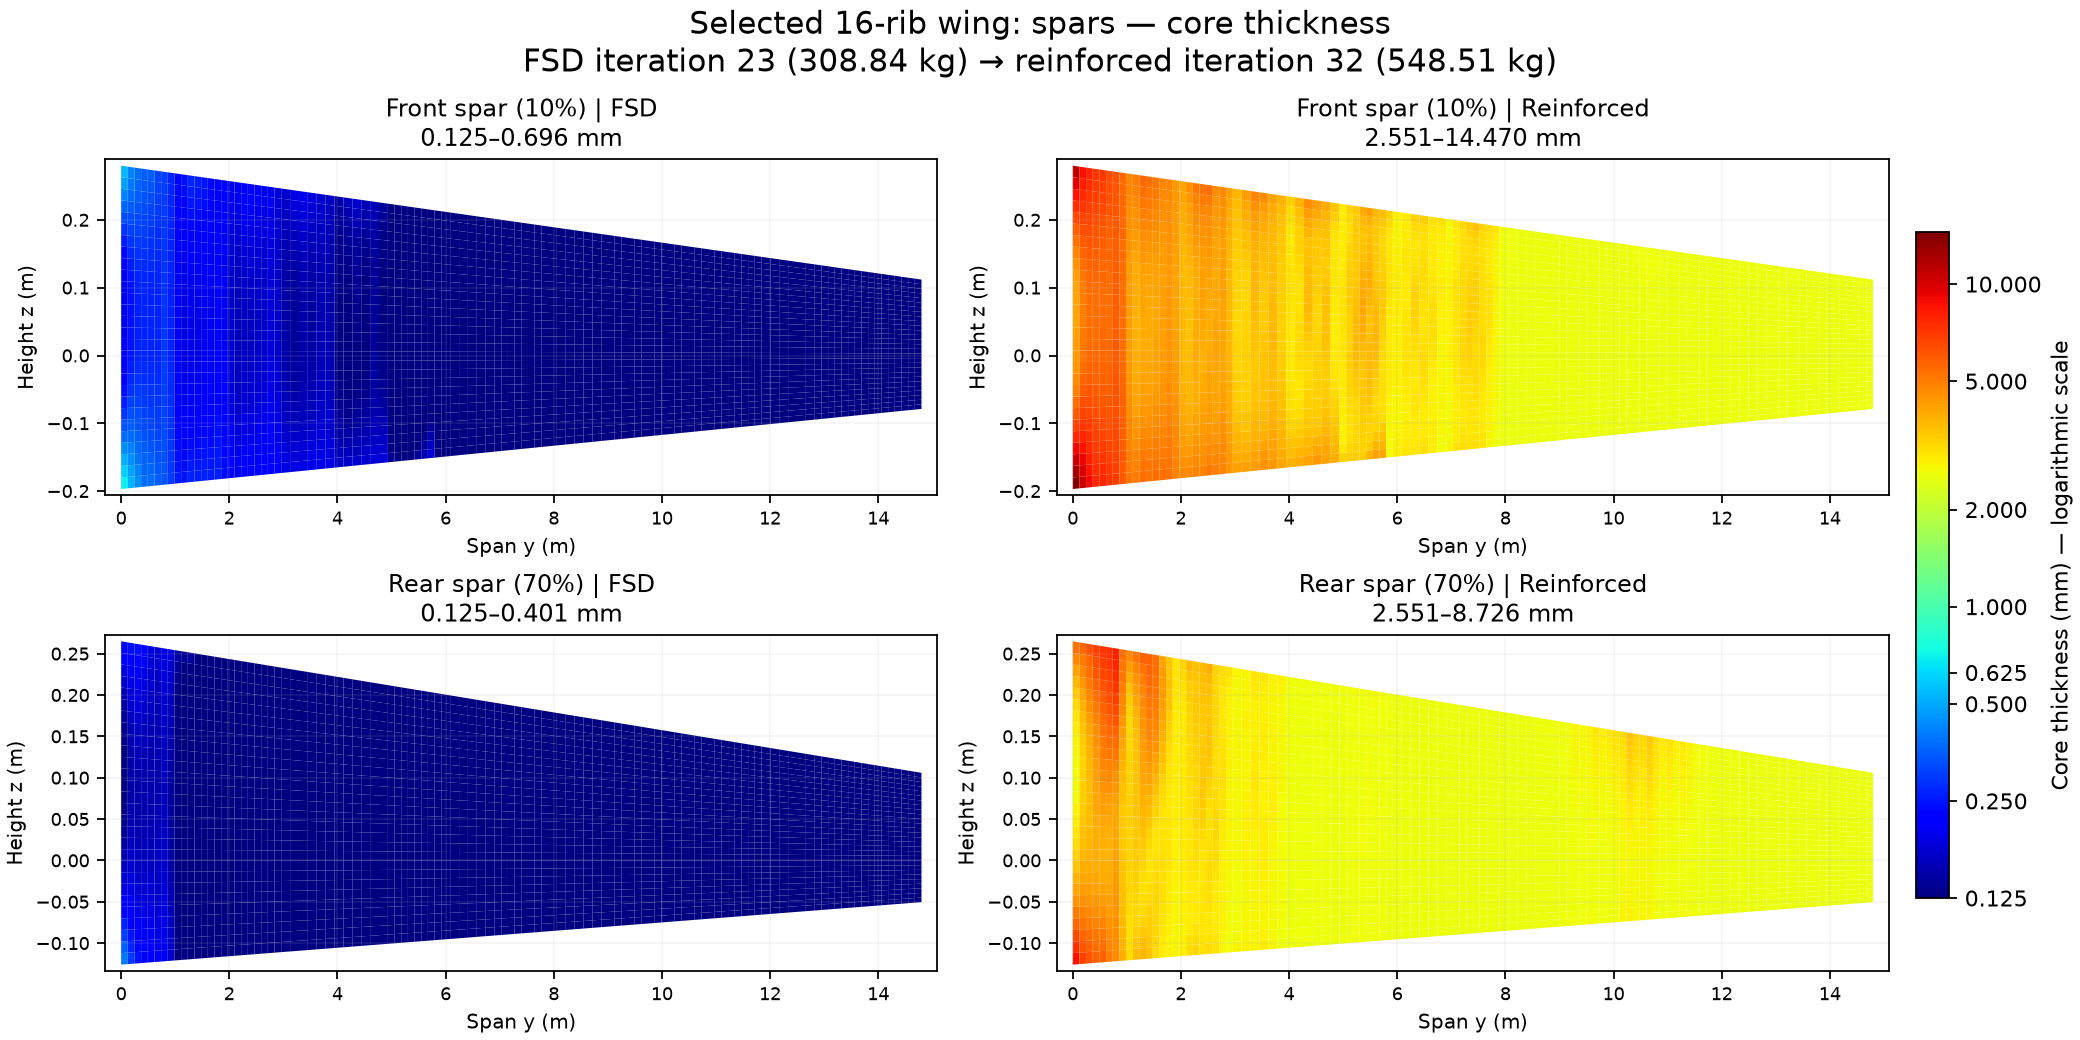 Selected 16-rib wing: spars — core thickness
FSD iteration 23 (308.84 kg) → reinforced iteration 32 (548.51 kg)
Front spar (10%) | FSD
0.125–0.696 mm
Height z (m)
0.2
0.1
0.0
−0.1
−0.2
0 2 4 6 8 10 12 14
Span y (m)
Front spar (10%) | Reinforced
2.551–14.470 mm
Height z (m)
0.2
0.1
0.0
−0.1
−0.2
0 2 4 6 8 10 12 14
Span y (m)
Rear spar (70%) | FSD
0.125–0.401 mm
Height z (m)
0.25
0.20
0.15
0.10
0.05
0.00
−0.05
−0.10
0 2 4 6 8 10 12 14
Span y (m)
Rear spar (70%) | Reinforced
2.551–8.726 mm
Height z (m)
0.25
0.20
0.15
0.10
0.05
0.00
−0.05
−0.10
0 2 4 6 8 10 12 14
Span y (m)
10.000
5.000
2.000
1.000
0.625
0.500
0.250
0.125
Core thickness (mm) — logarithmic scale